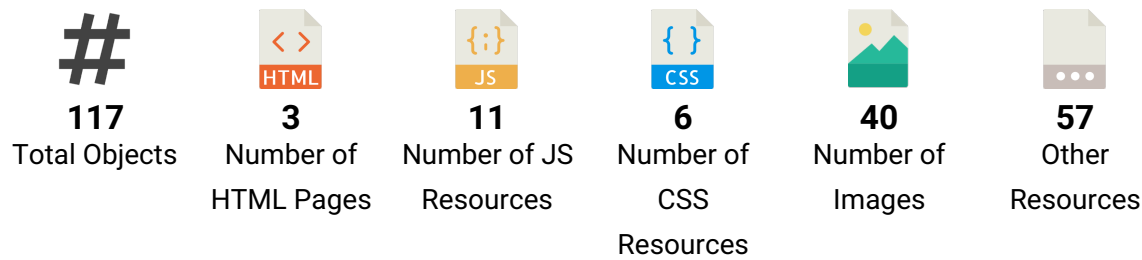 #
< >
HTML
{;}
JS
{ }
CSS
117
Total Objects
3
Number of
HTML Pages
11
Number of JS
Resources
6
Number of
CSS
Resources
40
Number of
Images
57
Other
Resources